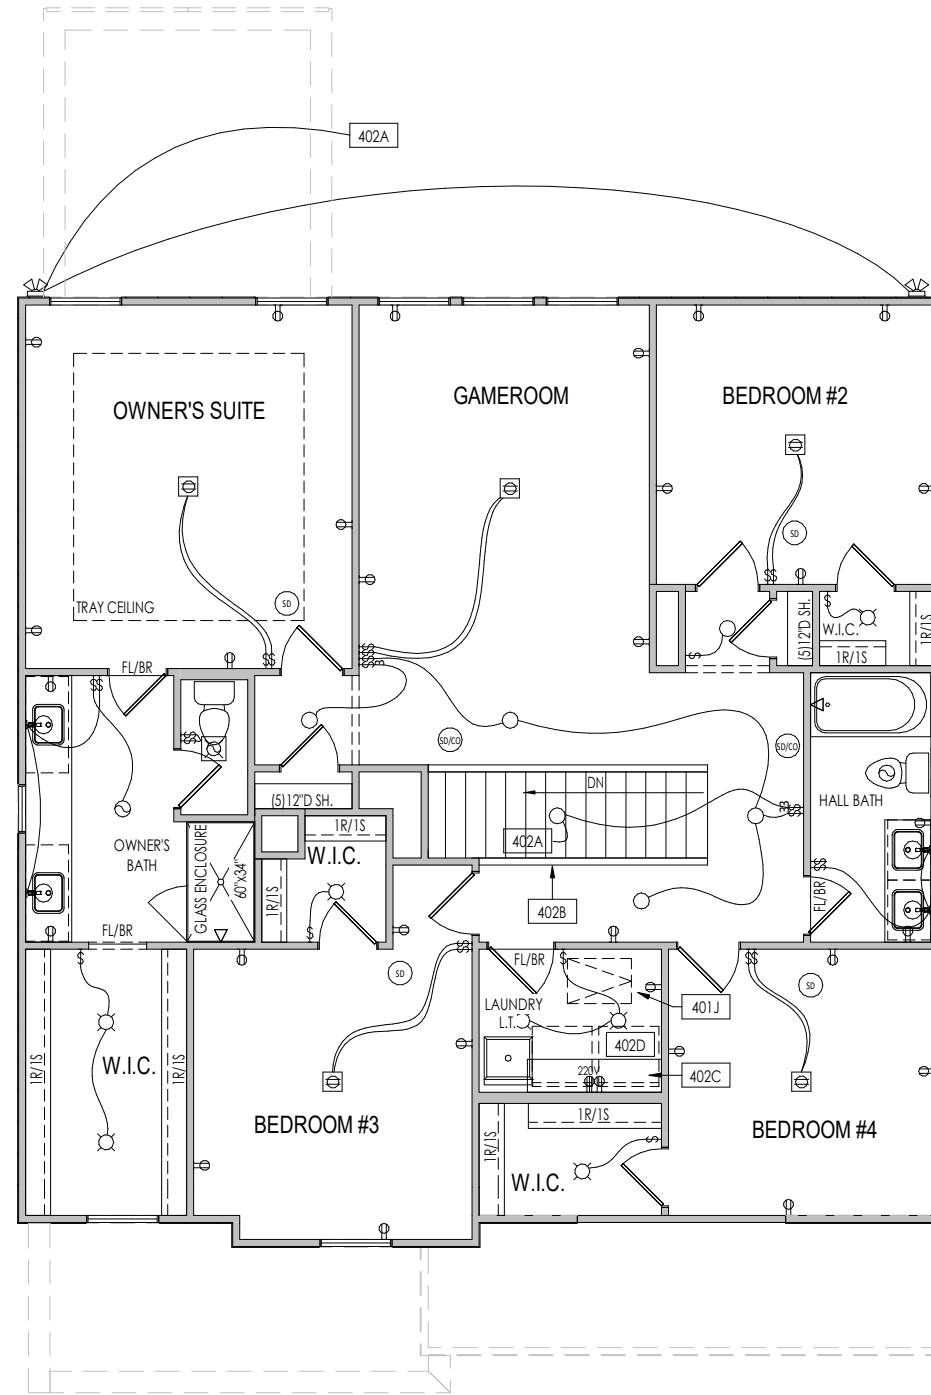 402A
OWNER'S SUITE
GAMEROOM
BEDROOM #2
SD
SD
TRAY CEILING
FL/BR
W.I.C.
1R/1S
1R/1S
(5)12"D SH.
SD/CO
SD/CO
DN
(5)12"D SH.
HALL BATH
402A
1R/1S
W.I.C.
1R/1S
OWNER'S
BATH
GLASS ENCLOSURE
60"x34"
402B
FL/BR
FL/BR
SD
FL/BR
SD
LAUNDRY
L.T.
401J
402D
402C
220V
1R/1S
W.I.C.
1R/1S
BEDROOM #3
1R/1S
1R/1S
W.I.C.
BEDROOM #4